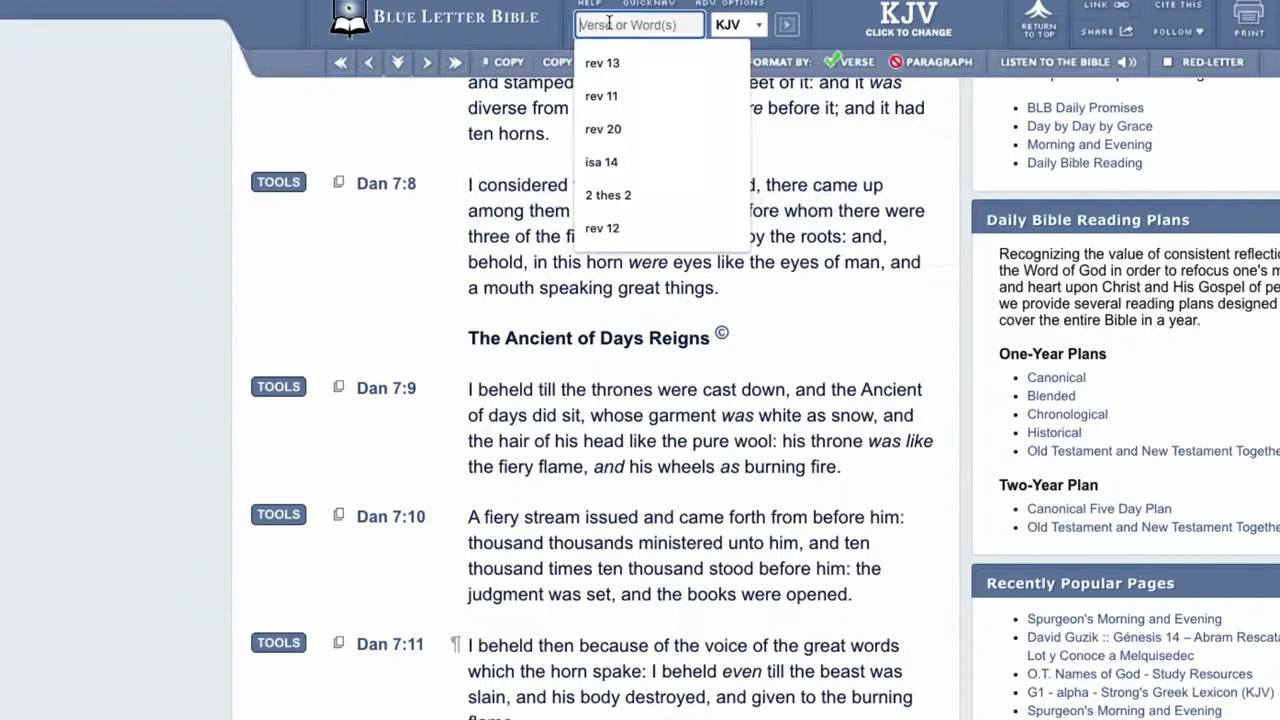 HELP QUICKNAV ADV. OPTIONS
BLUE LETTER BIBLE
Verse or Word(s)
KJV
KJV
CLICK TO CHANGE
RETURN
TO TOP
LINK
CITE THIS
SHARE
FOLLOW
PRINT
COPY
COPY
FORMAT BY:
VERSE
PARAGRAPH
LISTEN TO THE BIBLE
RED-LETTER
rev 13
rev 11
rev 20
isa 14
2 thes 2
rev 12
and stamped eet of it: and it was
diverse from before it; and it had
ten horns.
TOOLS
Dan 7:8
I considered there came up
among them fore whom there were
three of the by the roots: and,
behold, in this horn were eyes like the eyes of man, and
a mouth speaking great things.
The Ancient of Days Reigns ©
TOOLS
Dan 7:9
I beheld till the thrones were cast down, and the Ancient
of days did sit, whose garment was white as snow, and
the hair of his head like the pure wool: his throne was like
the fiery flame, and his wheels as burning fire.
TOOLS
Dan 7:10
A fiery stream issued and came forth from before him:
thousand thousands ministered unto him, and ten
thousand times ten thousand stood before him: the
judgment was set, and the books were opened.
TOOLS
Dan 7:11
¶ I beheld then because of the voice of the great words
which the horn spake: I beheld even till the beast was
slain, and his body destroyed, and given to the burning
BLB Daily Promises
Day by Day by Grace
Morning and Evening
Daily Bible Reading
Daily Bible Reading Plans
Recognizing the value of consistent reflectio
the Word of God in order to refocus one's m
and heart upon Christ and His Gospel of pe
we provide several reading plans designed
cover the entire Bible in a year.
One-Year Plans
Canonical
Blended
Chronological
Historical
Old Testament and New Testament Togethe
Two-Year Plan
Canonical Five Day Plan
Old Testament and New Testament Togethe
Recently Popular Pages
Spurgeon's Morning and Evening
David Guzik :: Génesis 14 – Abram Rescata
Lot y Conoce a Melquisedec
O.T. Names of God - Study Resources
G1 - alpha - Strong's Greek Lexicon (KJV)
Spurgeon's Morning and Evening